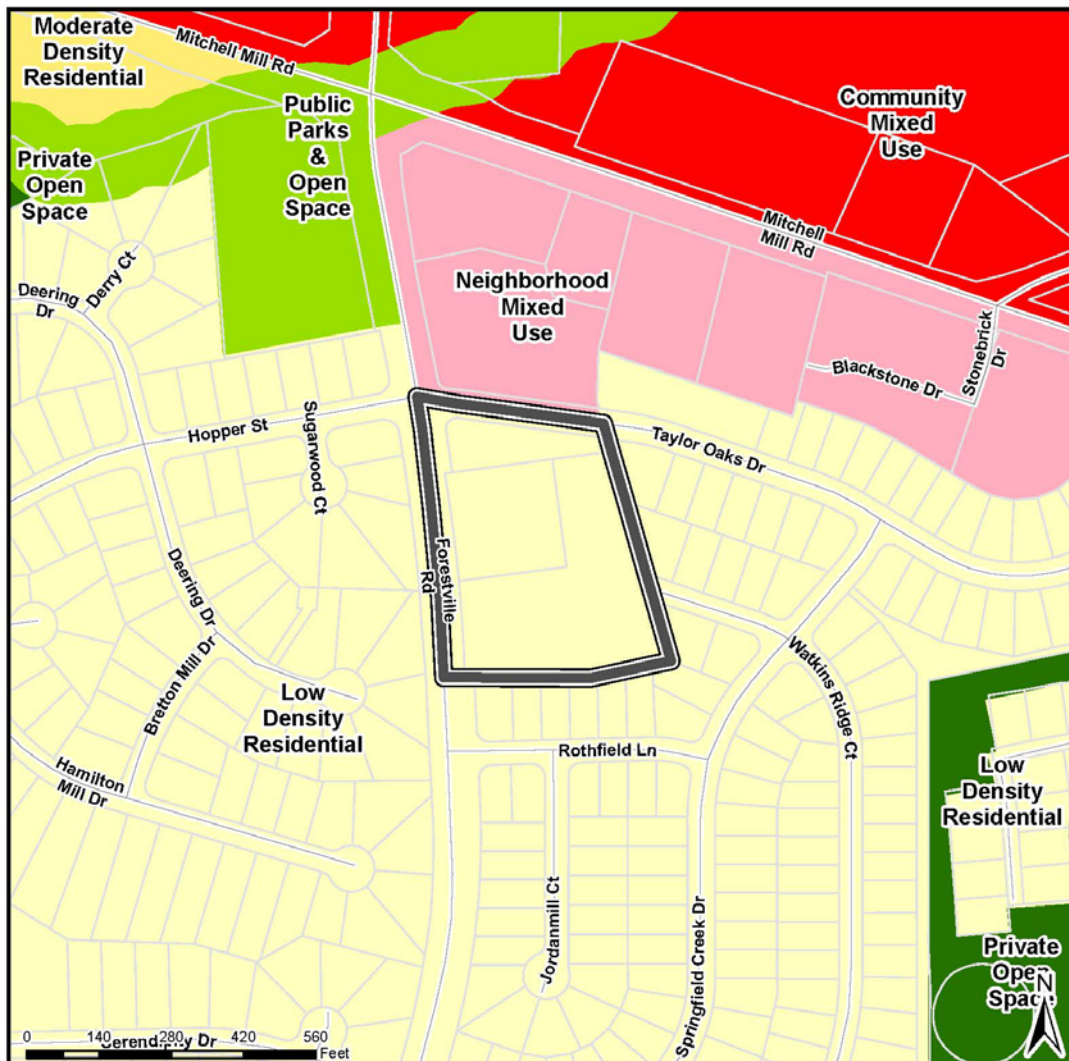 Moderate
Density
Residential
Mitchell Mill Rd
Public
Parks
&
Open
Space
Community
Mixed
Use
Private
Open
Space
Mitchell
Mill Rd
Derry Ct
Deering
Dr
Neighborhood
Mixed
Use
Stonebrick
Dr
Blackstone Dr
Hopper St
Sugarwood Ct
Taylor Oaks Dr
Forestville
Rd
Deering Dr
Bretton Mill Dr
Watkins Ridge Ct
Low
Density
Residential
Rothfield Ln
Hamilton
Mill Dr
Low
Density
Residential
Jordanmill Ct
Springfield Creek Dr
Private
Open
Space
N
0 140 280 420 560
Feet
Serendipity Dr